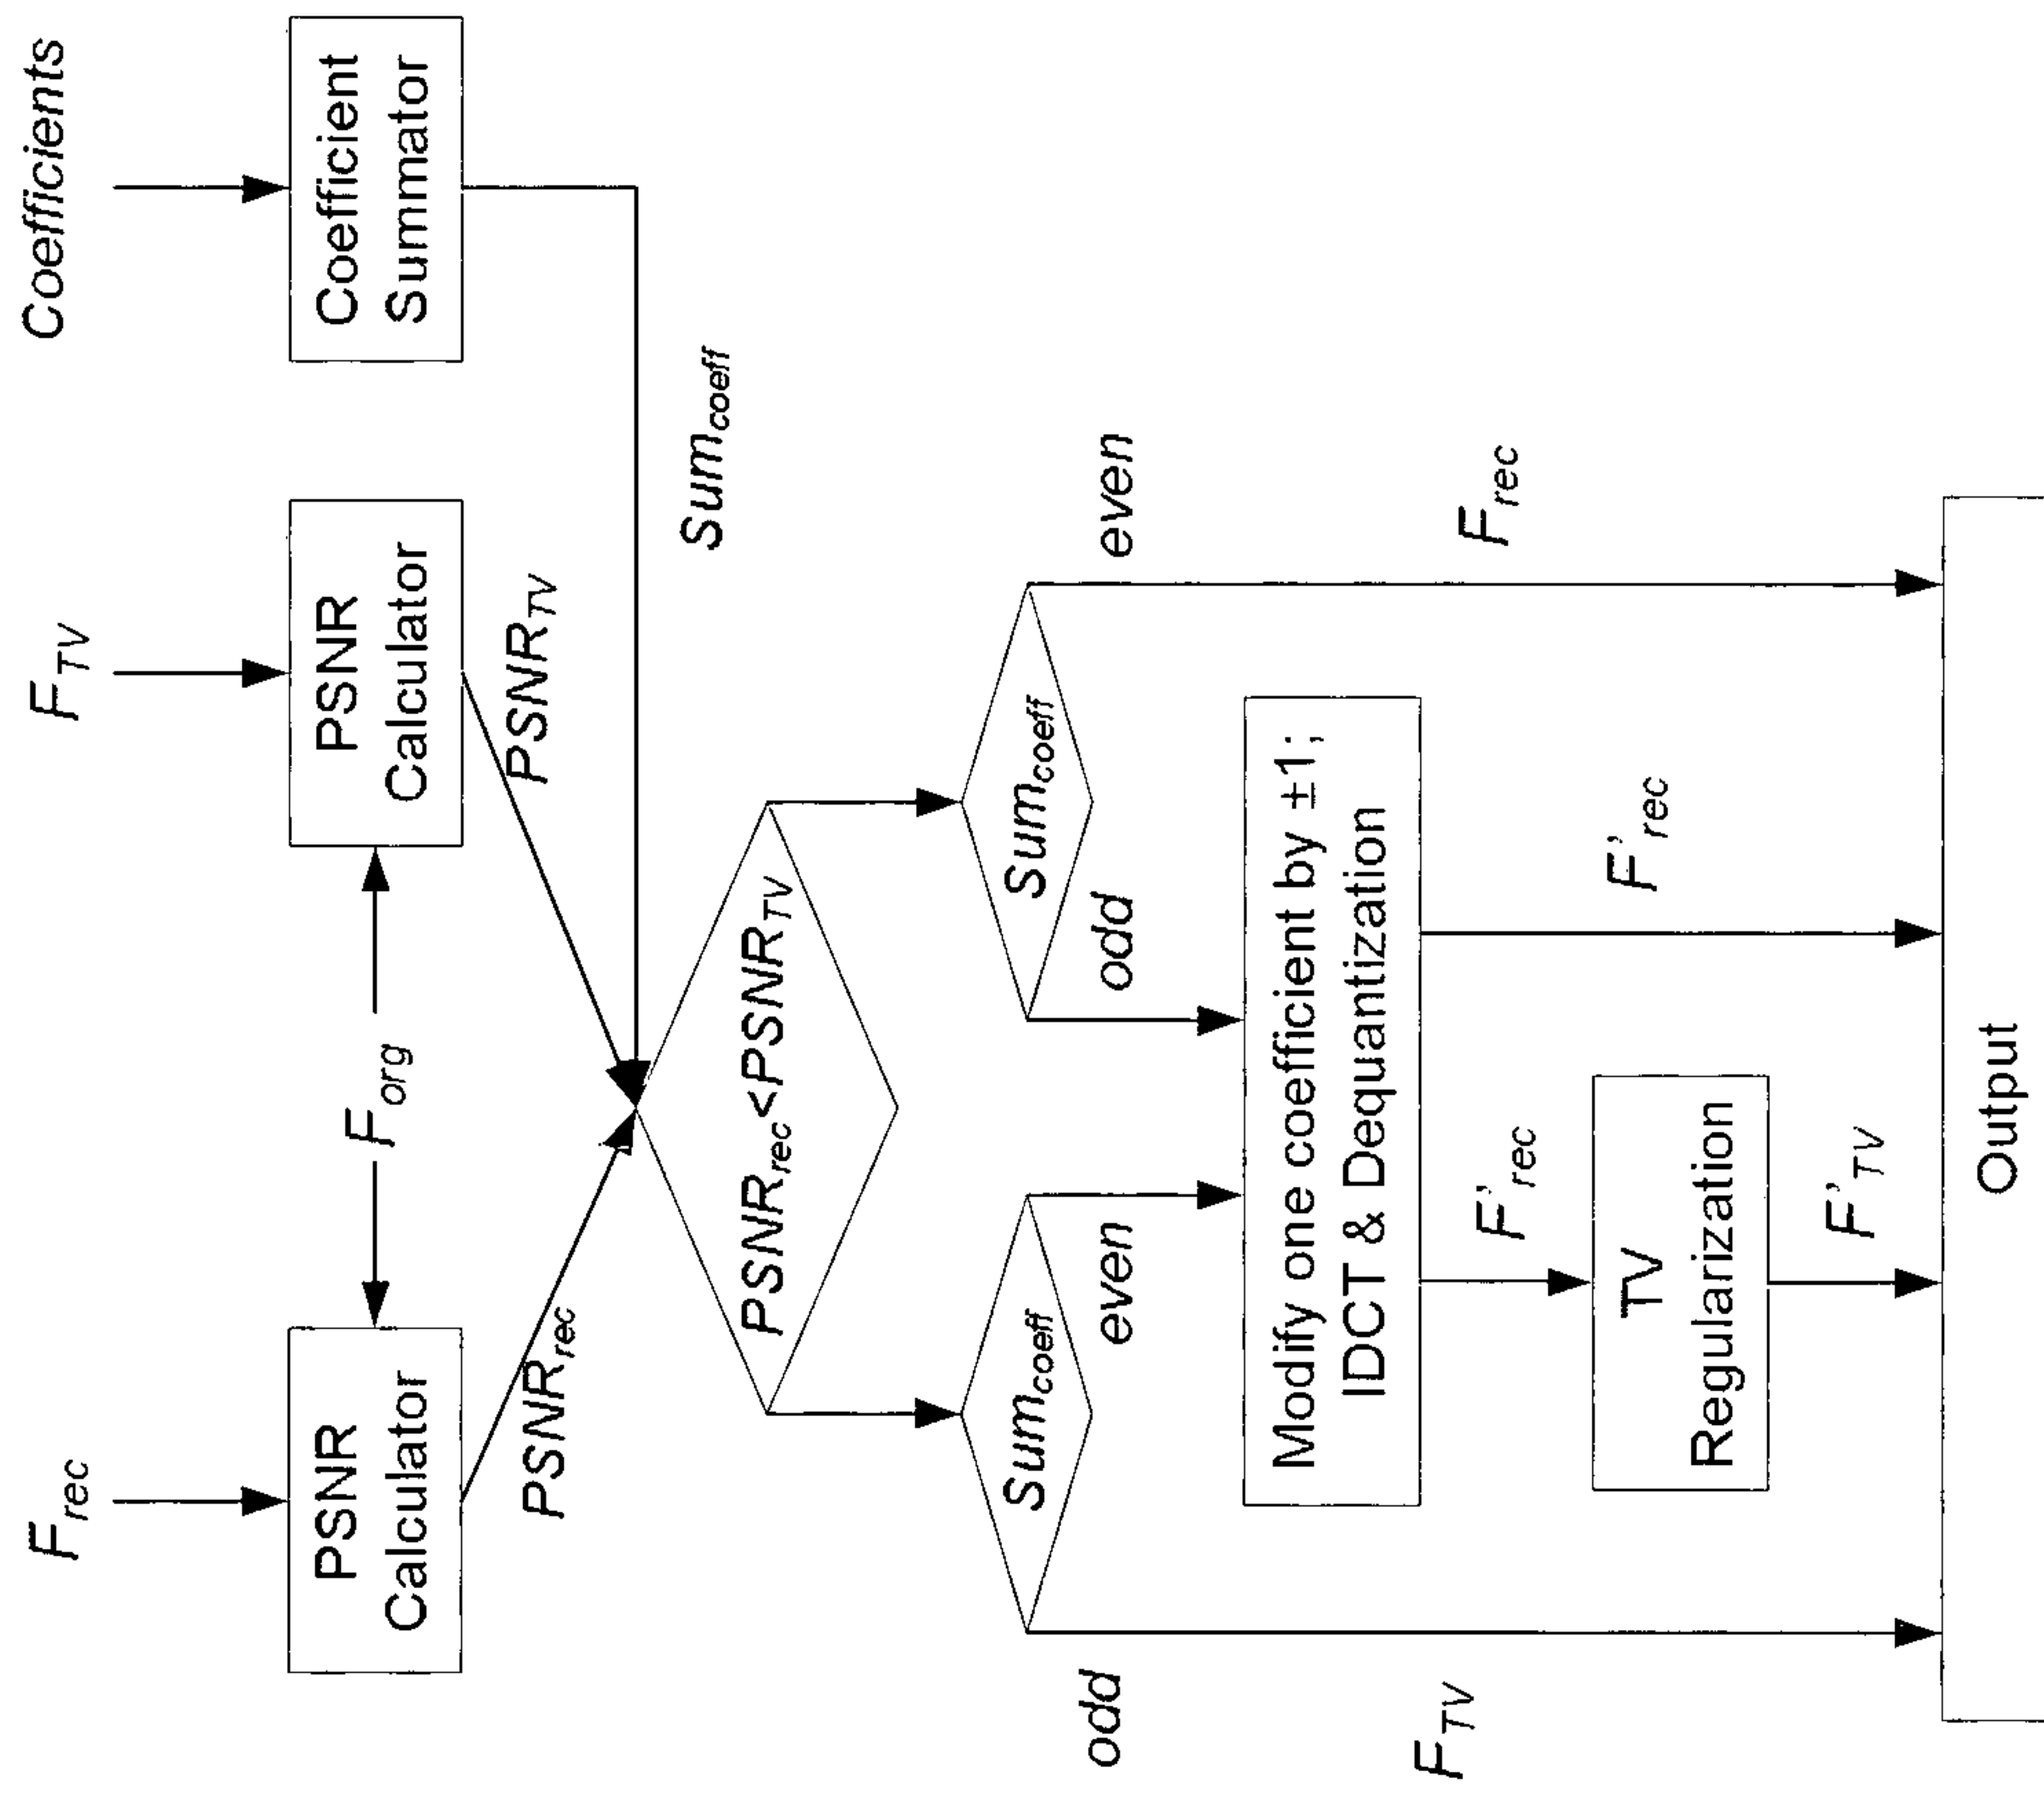 F_rec
F_TV
Coefficients
PSNR
Calculator
F_org
PSNR
Calculator
Coefficient
Summator
PSNR_rec
PSNR_TV
Sum_coeff
PSNR_rec<PSNR_TV
Sum_coeff
Sum_coeff
odd
even
odd
even
Modify one coefficient by ±1;
IDCT & Dequantization
F_TV
F'_rec
F'_rec
F_rec
TV
Regularization
F'_TV
Output